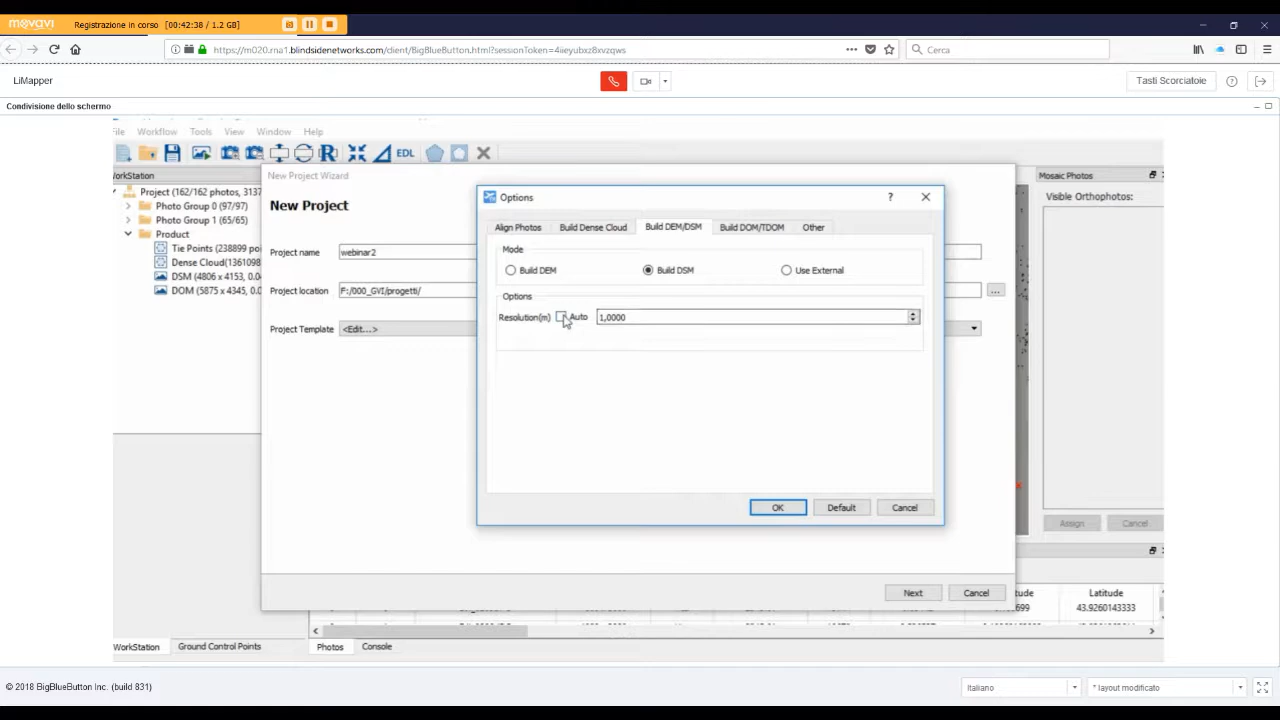 movavi Registrazione in corso [00:42:38 / 1.2 GB]
https://m020.rna1.blindsidenetworks.com/client/BigBlueButton.html?sessionToken=4iieyubxz8xvzqws
Cerca
LiMapper
Tasti Scorciatoie
Condivisione dello schermo
File Workflow Tools View Window Help
R EDL
WorkStation
Project (162/162 photos, 3137
Photo Group 0 (97/97)
Photo Group 1 (65/65)
Product
Tie Points (238899 poi
Dense Cloud(1361098
DSM (4806 x 4153, 0.0
DOM (5875 x 4345, 0.0
New Project Wizard
New Project
Project name webinar2
Project location F:/000_GVI/progetti/ ...
Project Template <Edit...>
Options ?
Align Photos Build Dense Cloud Build DEM/DSM Build DOM/TDOM Other
Mode
Build DEM Build DSM Use External
Options
Resolution(m) Auto 1,0000
OK Default Cancel
Next Cancel
Mosaic Photos
Visible Orthophotos:
Assign Cancel
tude Latitude
43.9260143333
WorkStation Ground Control Points Photos Console
© 2018 BigBlueButton Inc. (build 831)
Italiano * layout modificato